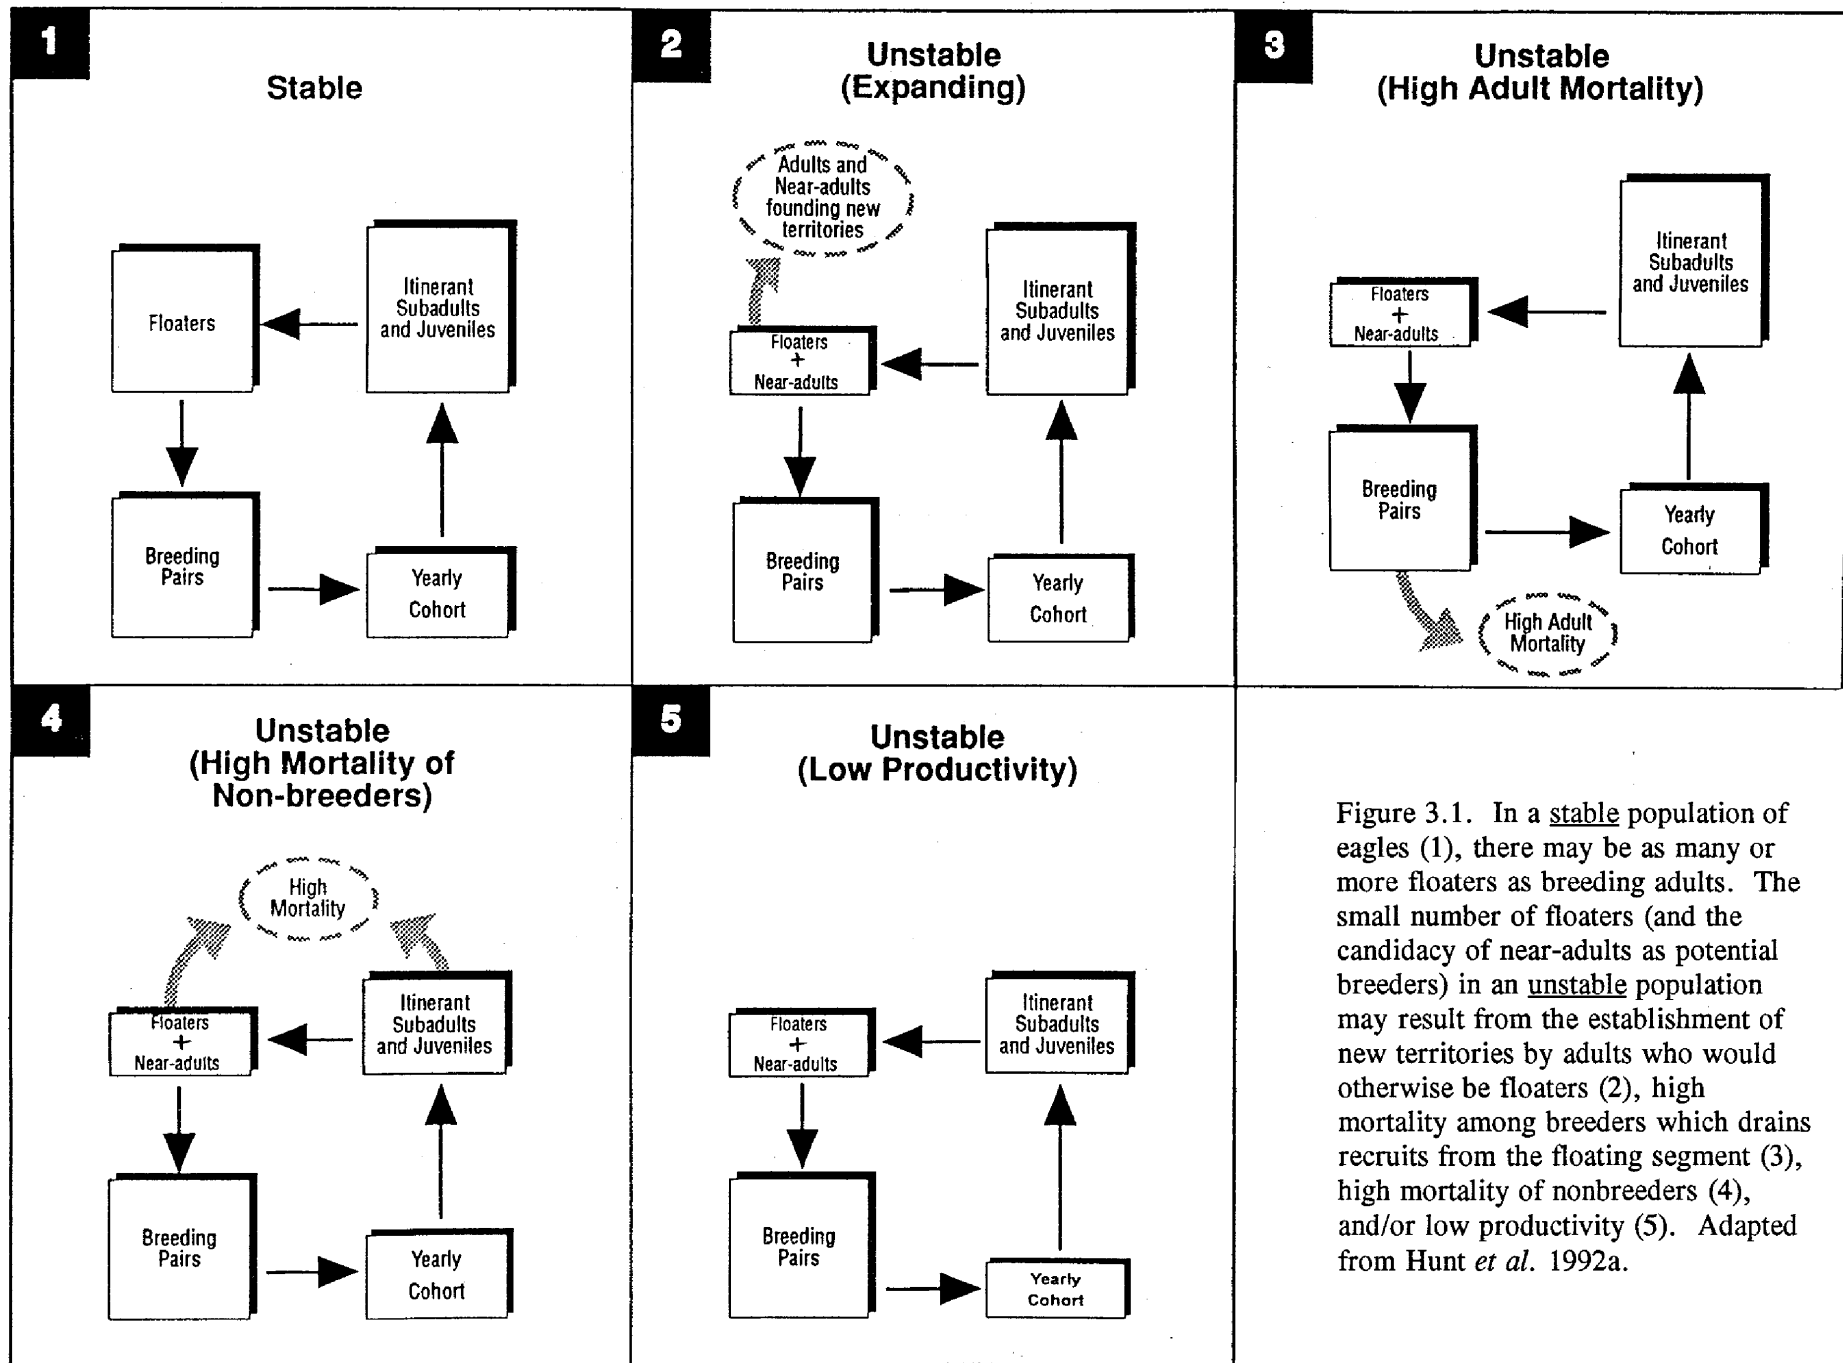 1
Stable
Floaters
Itinerant
Subadults
and Juveniles
Breeding
Pairs
Yearly
Cohort
2
Unstable
(Expanding)
Adults and
Near-adults
founding new
territories
Floaters
+
Near-adults
Itinerant
Subadults
and Juveniles
Breeding
Pairs
Yearly
Cohort
3
Unstable
(High Adult Mortality)
Itinerant
Subadults
and Juveniles
Floaters
+
Near-adults
Breeding
Pairs
Yearly
Cohort
High Adult
Mortality
4
Unstable
(High Mortality of
Non-breeders)
High
Mortality
Floaters
+
Near-adults
Itinerant
Subadults
and Juveniles
Breeding
Pairs
Yearly
Cohort
5
Unstable
(Low Productivity)
Floaters
+
Near-adults
Itinerant
Subadults
and Juveniles
Breeding
Pairs
Yearly
Cohort
Figure 3.1. In a stable population of
eagles (1), there may be as many or
more floaters as breeding adults. The
small number of floaters (and the
candidacy of near-adults as potential
breeders) in an unstable population
may result from the establishment of
new territories by adults who would
otherwise be floaters (2), high
mortality among breeders which drains
recruits from the floating segment (3),
high mortality of nonbreeders (4),
and/or low productivity (5). Adapted
from Hunt et al. 1992a.